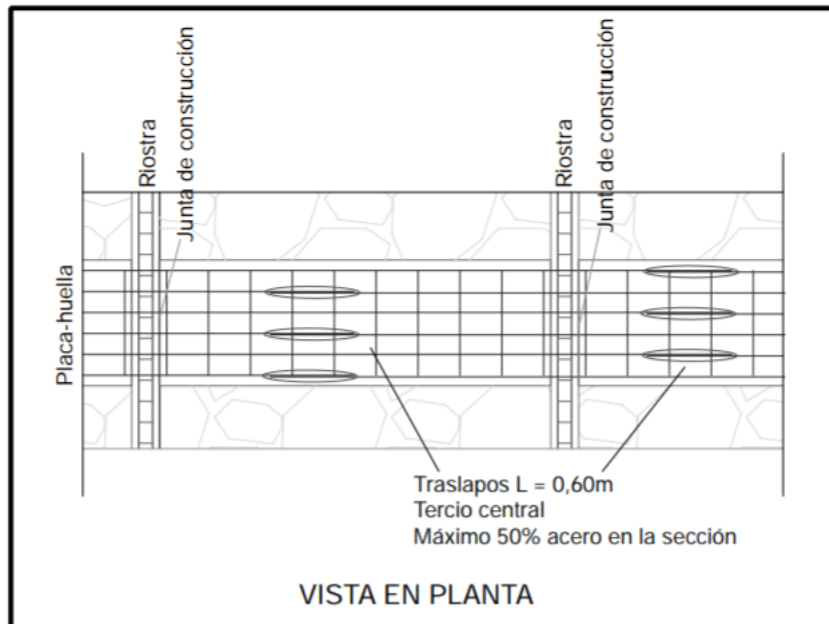 Riostra
Junta de construcción
Riostra
Junta de construcción
Placa-huella
Traslapos L = 0,60m
Tercio central
Máximo 50% acero en la sección
VISTA EN PLANTA